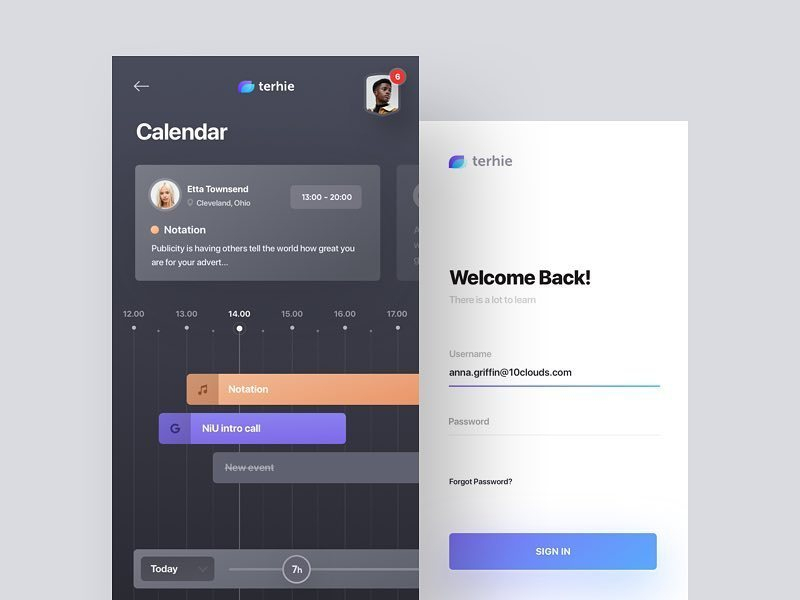 terhie
6
Calendar
Etta Townsend
Cleveland, Ohio
13:00 - 20:00
Notation
Publicity is having others tell the world how great you
are for your advert...
12.00 13.00 14.00 15.00 16.00 17.00
Notation
G NiU intro call
New event
Today
7h
terhie
Welcome Back!
There is a lot to learn
Username
anna.griffin@10clouds.com
Password
Forgot Password?
SIGN IN